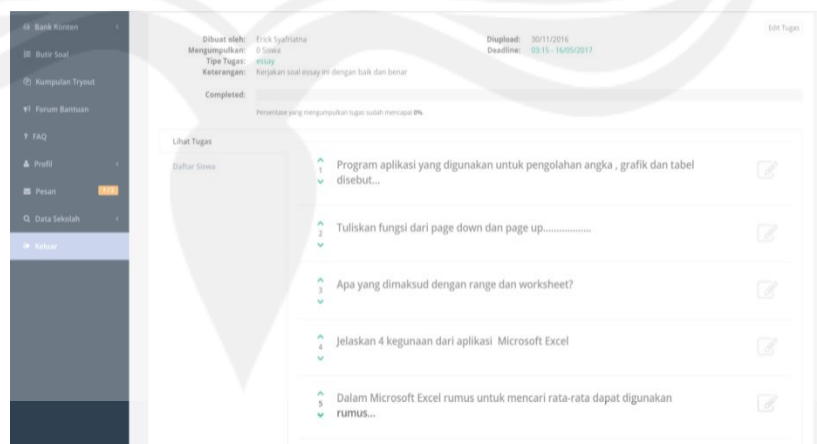 Bank Konten
Butir Soal
Kumpulan Tryout
Forum Bantuan
? FAQ
Profil
Pesan
Data Sekolah
Keluar
Edit Tugas
Dibuat oleh: Erick Syafriatna
Mengumpulkan: 0 Siswa
Tipe Tugas: essay
Keterangan: Kerjakan soal essay ini dengan baik dan benar
Diupload: 30/11/2016
Deadline: 03:15 - 16/05/2017
Completed:
Persentase yang mengumpulkan tugas sudah mencapai 0%.
Lihat Tugas
Daftar Siswa
1
Program aplikasi yang digunakan untuk pengolahan angka , grafik dan tabel
disebut...
2
Tuliskan fungsi dari page down dan page up..................
3
Apa yang dimaksud dengan range dan worksheet?
4
Jelaskan 4 kegunaan dari aplikasi Microsoft Excel
5
Dalam Microsoft Excel rumus untuk mencari rata-rata dapat digunakan
rumus...